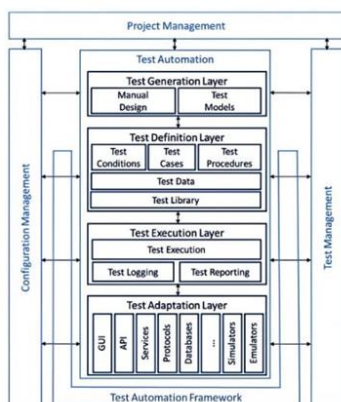 Project Management
Configuration Management
Test Automation
Test Generation Layer
Manual
Design
Test
Models
Test Definition Layer
Test
Conditions
Test
Cases
Test
Procedures
Test Data
Test Library
Test Execution Layer
Test Execution
Test Logging
Test Reporting
Test Adaptation Layer
GUI
API
Services
Protocols
Databases
...
Simulators
Emulators
Test Management
Test Automation Framework